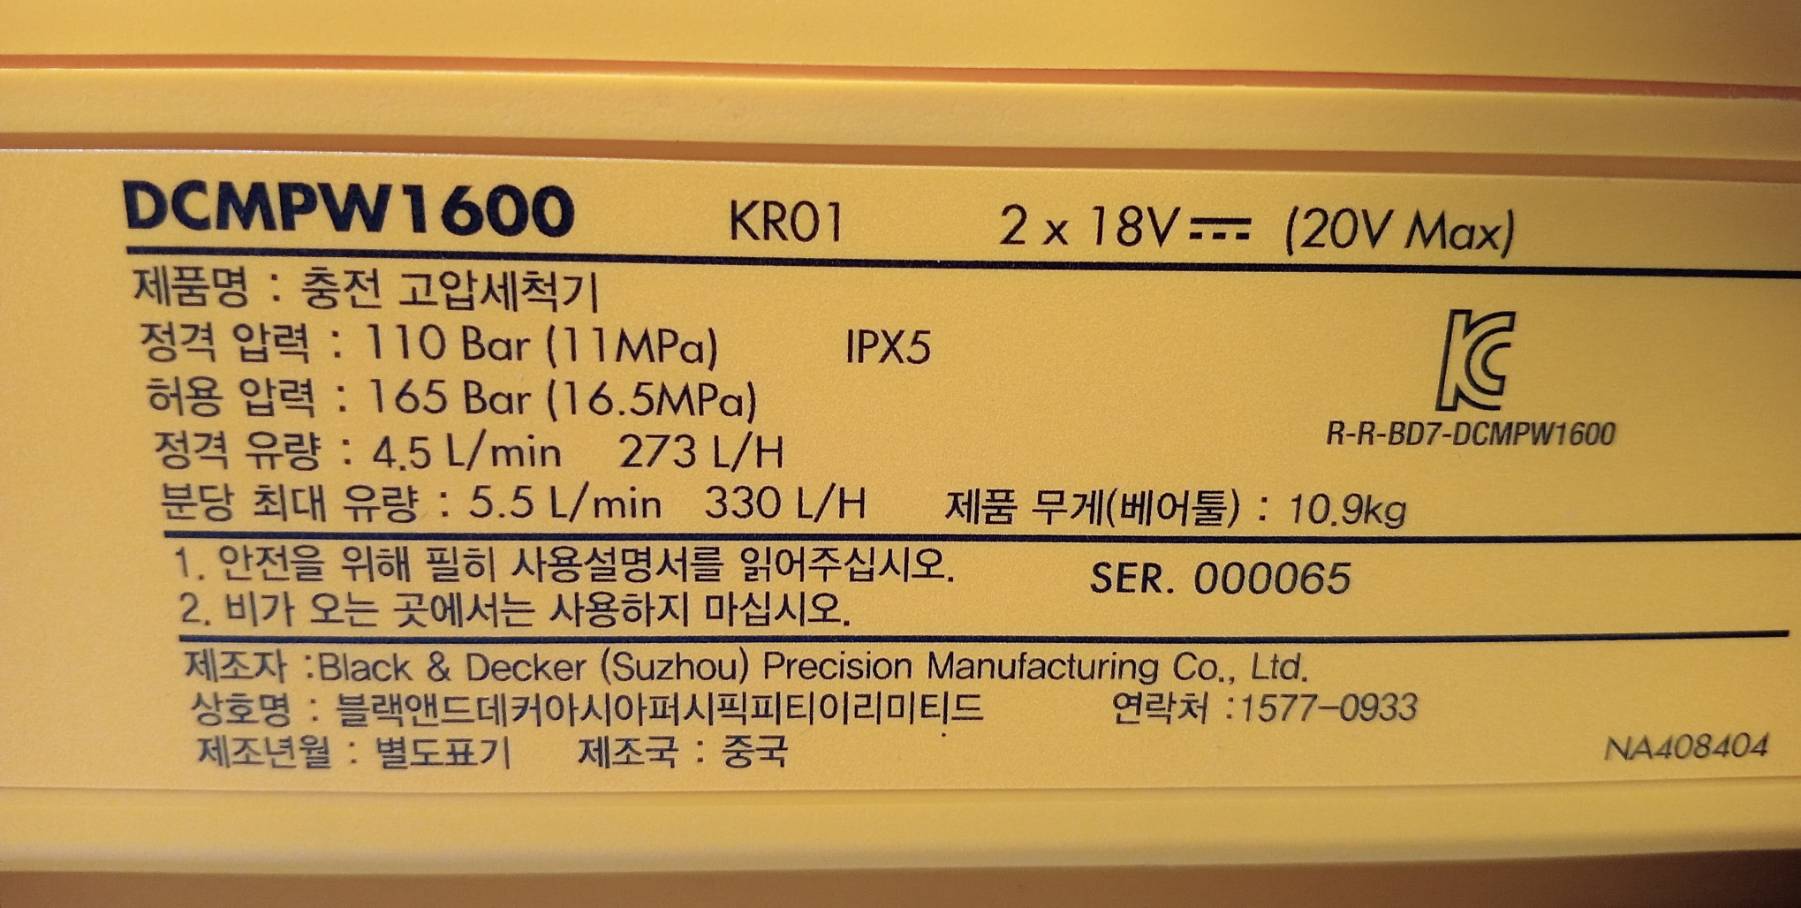 DCMPW1600 KR01 2 x 18V⎓ (20V Max)
제품명 : 충전 고압세척기
정격 압력 : 110 Bar (11MPa) IPX5
허용 압력 : 165 Bar (16.5MPa)
KC
R-R-BD7-DCMPW1600
정격 유량 : 4.5 L/min 273 L/H
분당 최대 유량 : 5.5 L/min 330 L/H 제품 무게(베어툴) : 10.9kg
1. 안전을 위해 필히 사용설명서를 읽어주십시오. SER. 000065
2. 비가 오는 곳에서는 사용하지 마십시오.
제조자 :Black & Decker (Suzhou) Precision Manufacturing Co., Ltd.
상호명 : 블랙앤드데커아시아퍼시픽피티이리미티드 연락처 :1577-0933
제조년월 : 별도표기 제조국 : 중국 NA408404